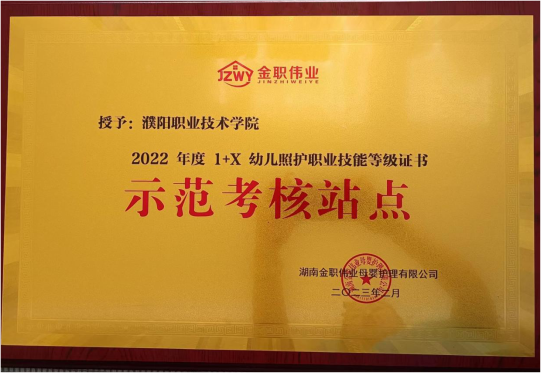 JZWY 金职伟业
JINZHIWEIYE
授予：濮阳职业技术学院
2022 年度 1+X 幼儿照护职业技能等级证书
示范考核站点
湖南金职伟业母婴护理有限公司
二〇二三年二月